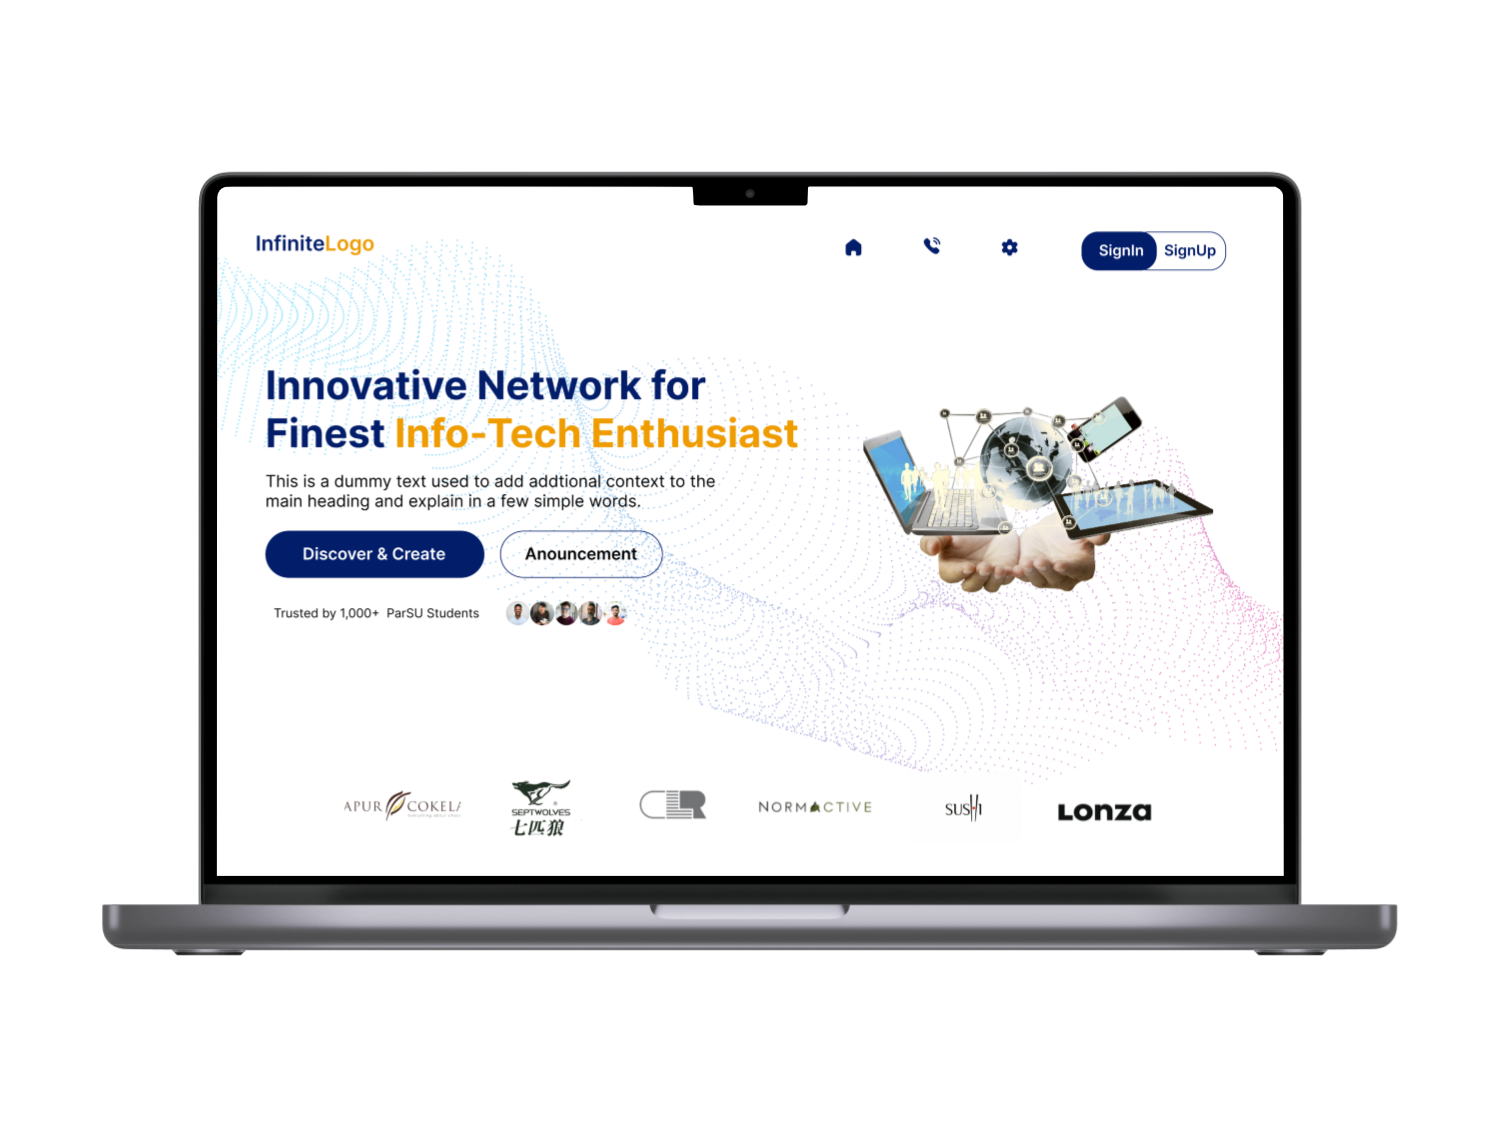 InfiniteLogo
SignIn SignUp
Innovative Network for
Finest Info-Tech Enthusiast
This is a dummy text used to add addtional context to the
main heading and explain in a few simple words.
Discover & Create
Anouncement
Trusted by 1,000+ ParSU Students
APUR COKELA
SEPTWOLVES
七匹狼
CLR
NORMACTIVE
SUSHI
Lonza